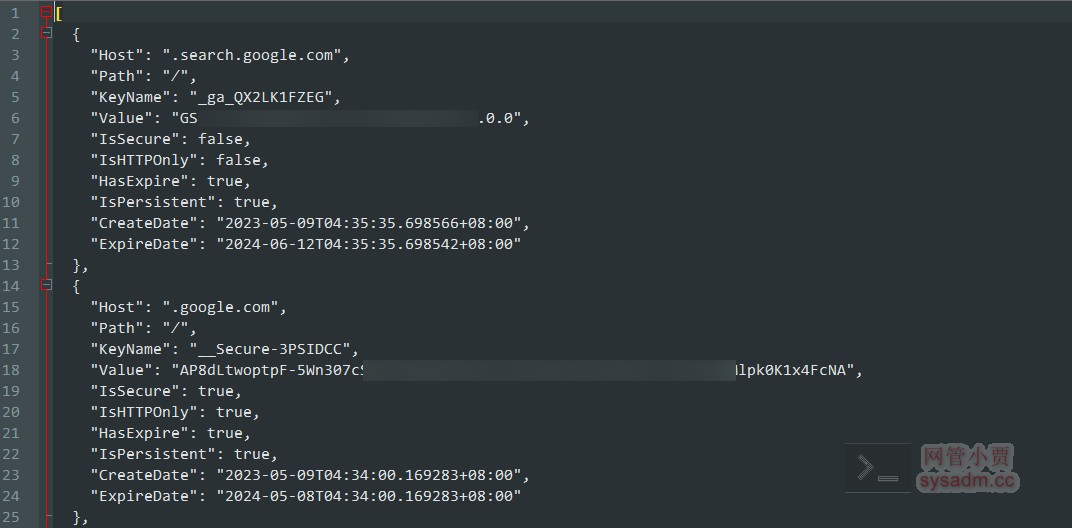 1 [
2 {
3 "Host": ".search.google.com",
4 "Path": "/",
5 "KeyName": "_ga_QX2LK1FZEG",
6 "Value": "GS .0.0",
7 "IsSecure": false,
8 "IsHTTPOnly": false,
9 "HasExpire": true,
10 "IsPersistent": true,
11 "CreateDate": "2023-05-09T04:35:35.698566+08:00",
12 "ExpireDate": "2024-06-12T04:35:35.698542+08:00"
13 },
14 {
15 "Host": ".google.com",
16 "Path": "/",
17 "KeyName": "__Secure-3PSIDCC",
18 "Value": "AP8dLtwoptpF-5Wn307c lpk0K1x4FcNA",
19 "IsSecure": true,
20 "IsHTTPOnly": true,
21 "HasExpire": true,
22 "IsPersistent": true,
23 "CreateDate": "2023-05-09T04:34:00.169283+08:00",
24 "ExpireDate": "2024-05-08T04:34:00.169283+08:00"
25 },
>_
网管小贾
sysadm.cc